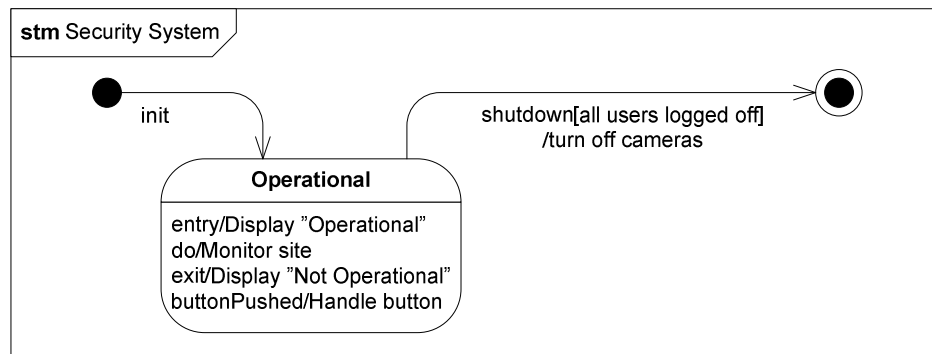 stm Security System
init
shutdown[all users logged off]
/turn off cameras
Operational
entry/Display ”Operational”
do/Monitor site
exit/Display ”Not Operational”
buttonPushed/Handle button